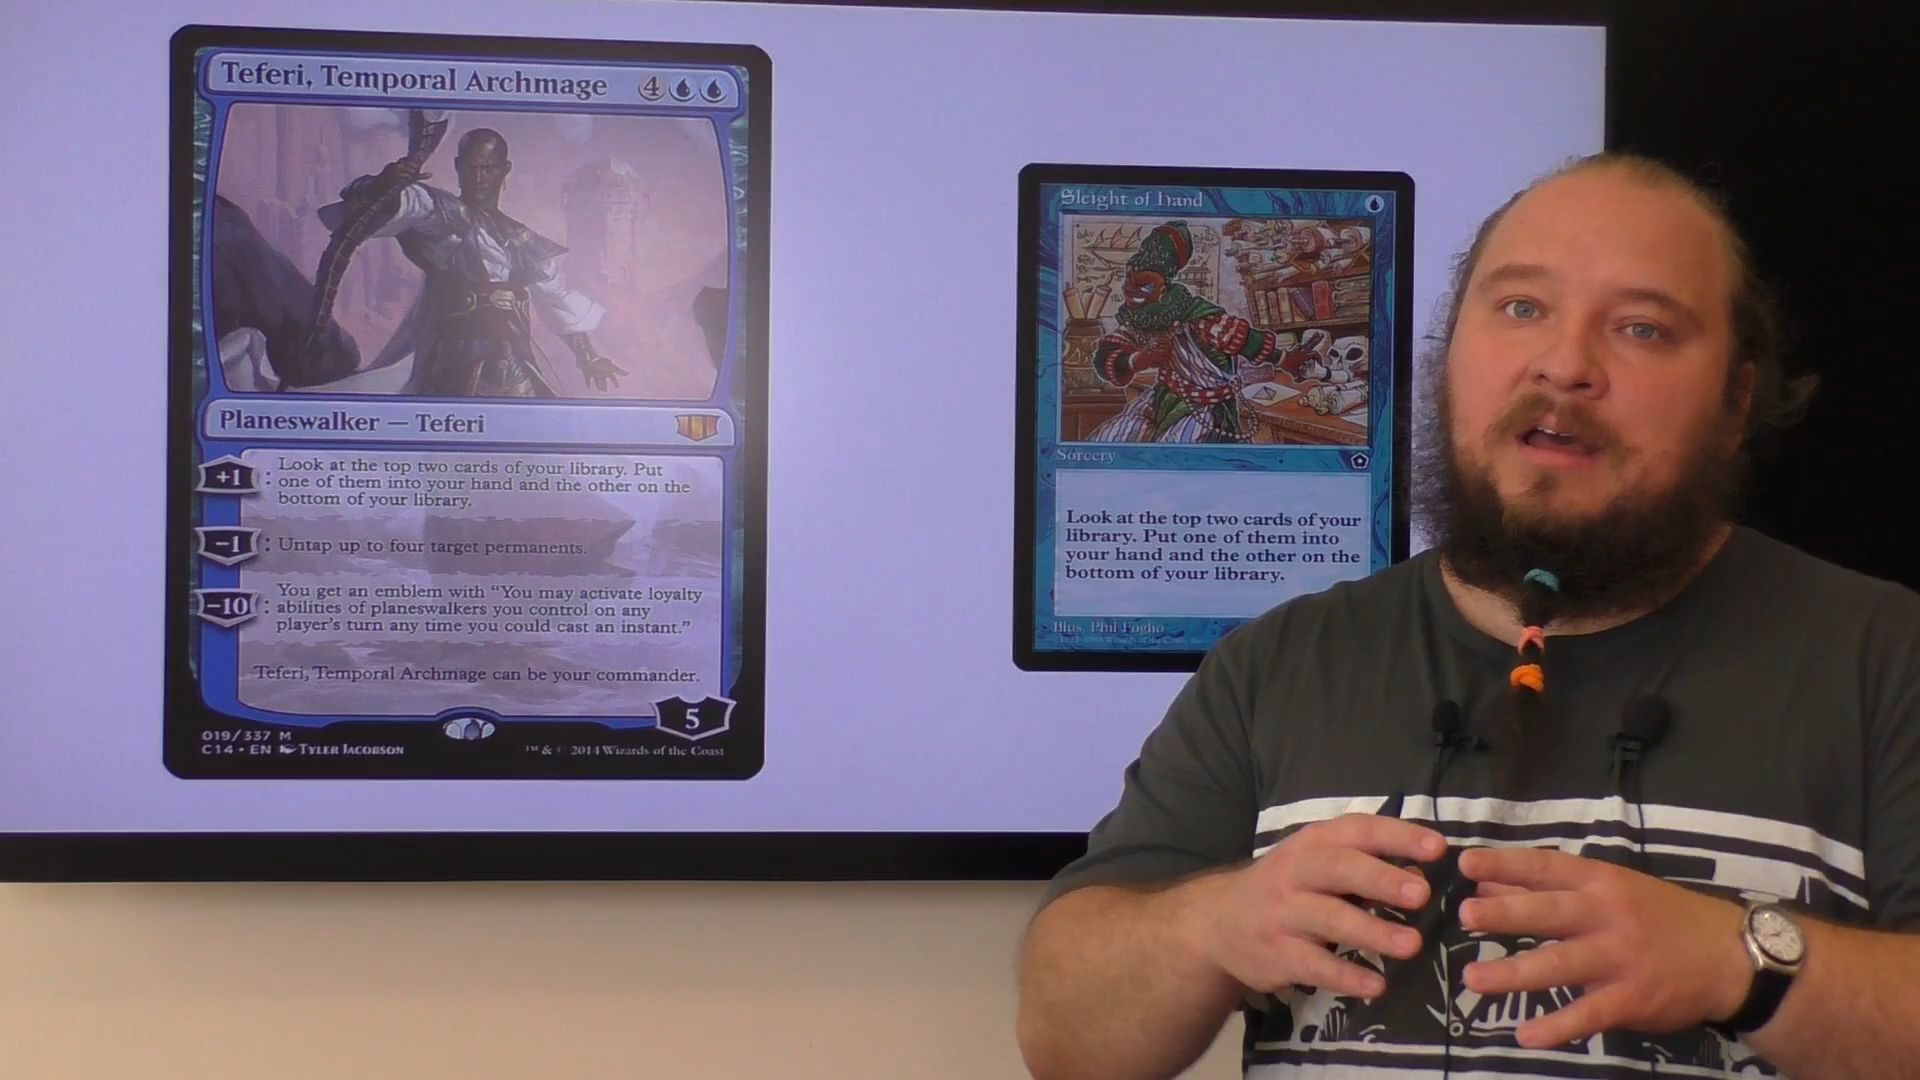 Teferi, Temporal Archmage 4
Planeswalker — Teferi
+1 : Look at the top two cards of your library. Put
one of them into your hand and the other on the
bottom of your library.
−1 : Untap up to four target permanents.
−10 : You get an emblem with “You may activate loyalty
abilities of planeswalkers you control on any
player's turn any time you could cast an instant.”
Teferi, Temporal Archmage can be your commander.
5
019/337 M
C14 • EN Tyler Jacobson
™ & © 2014 Wizards of the Coast
Sleight of Hand
Sorcery
Look at the top two cards of your
library. Put one of them into
your hand and the other on the
bottom of your library.
Illus. Phil Foglio